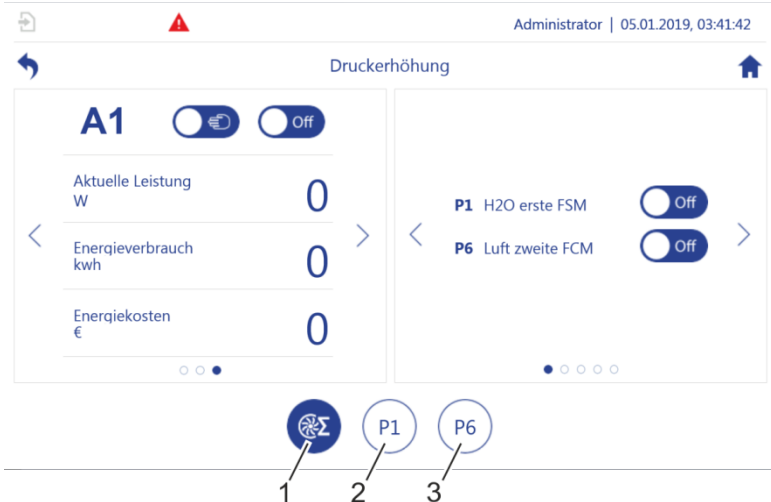 Administrator | 05.01.2019, 03:41:42
Druckerhöhung
A1 Off
Aktuelle Leistung
W
0
Energieverbrauch
kwh
0
Energiekosten
€
0
P1 H2O erste FSM Off
P6 Luft zweite FCM Off
Σ P1 P6
1 2 3